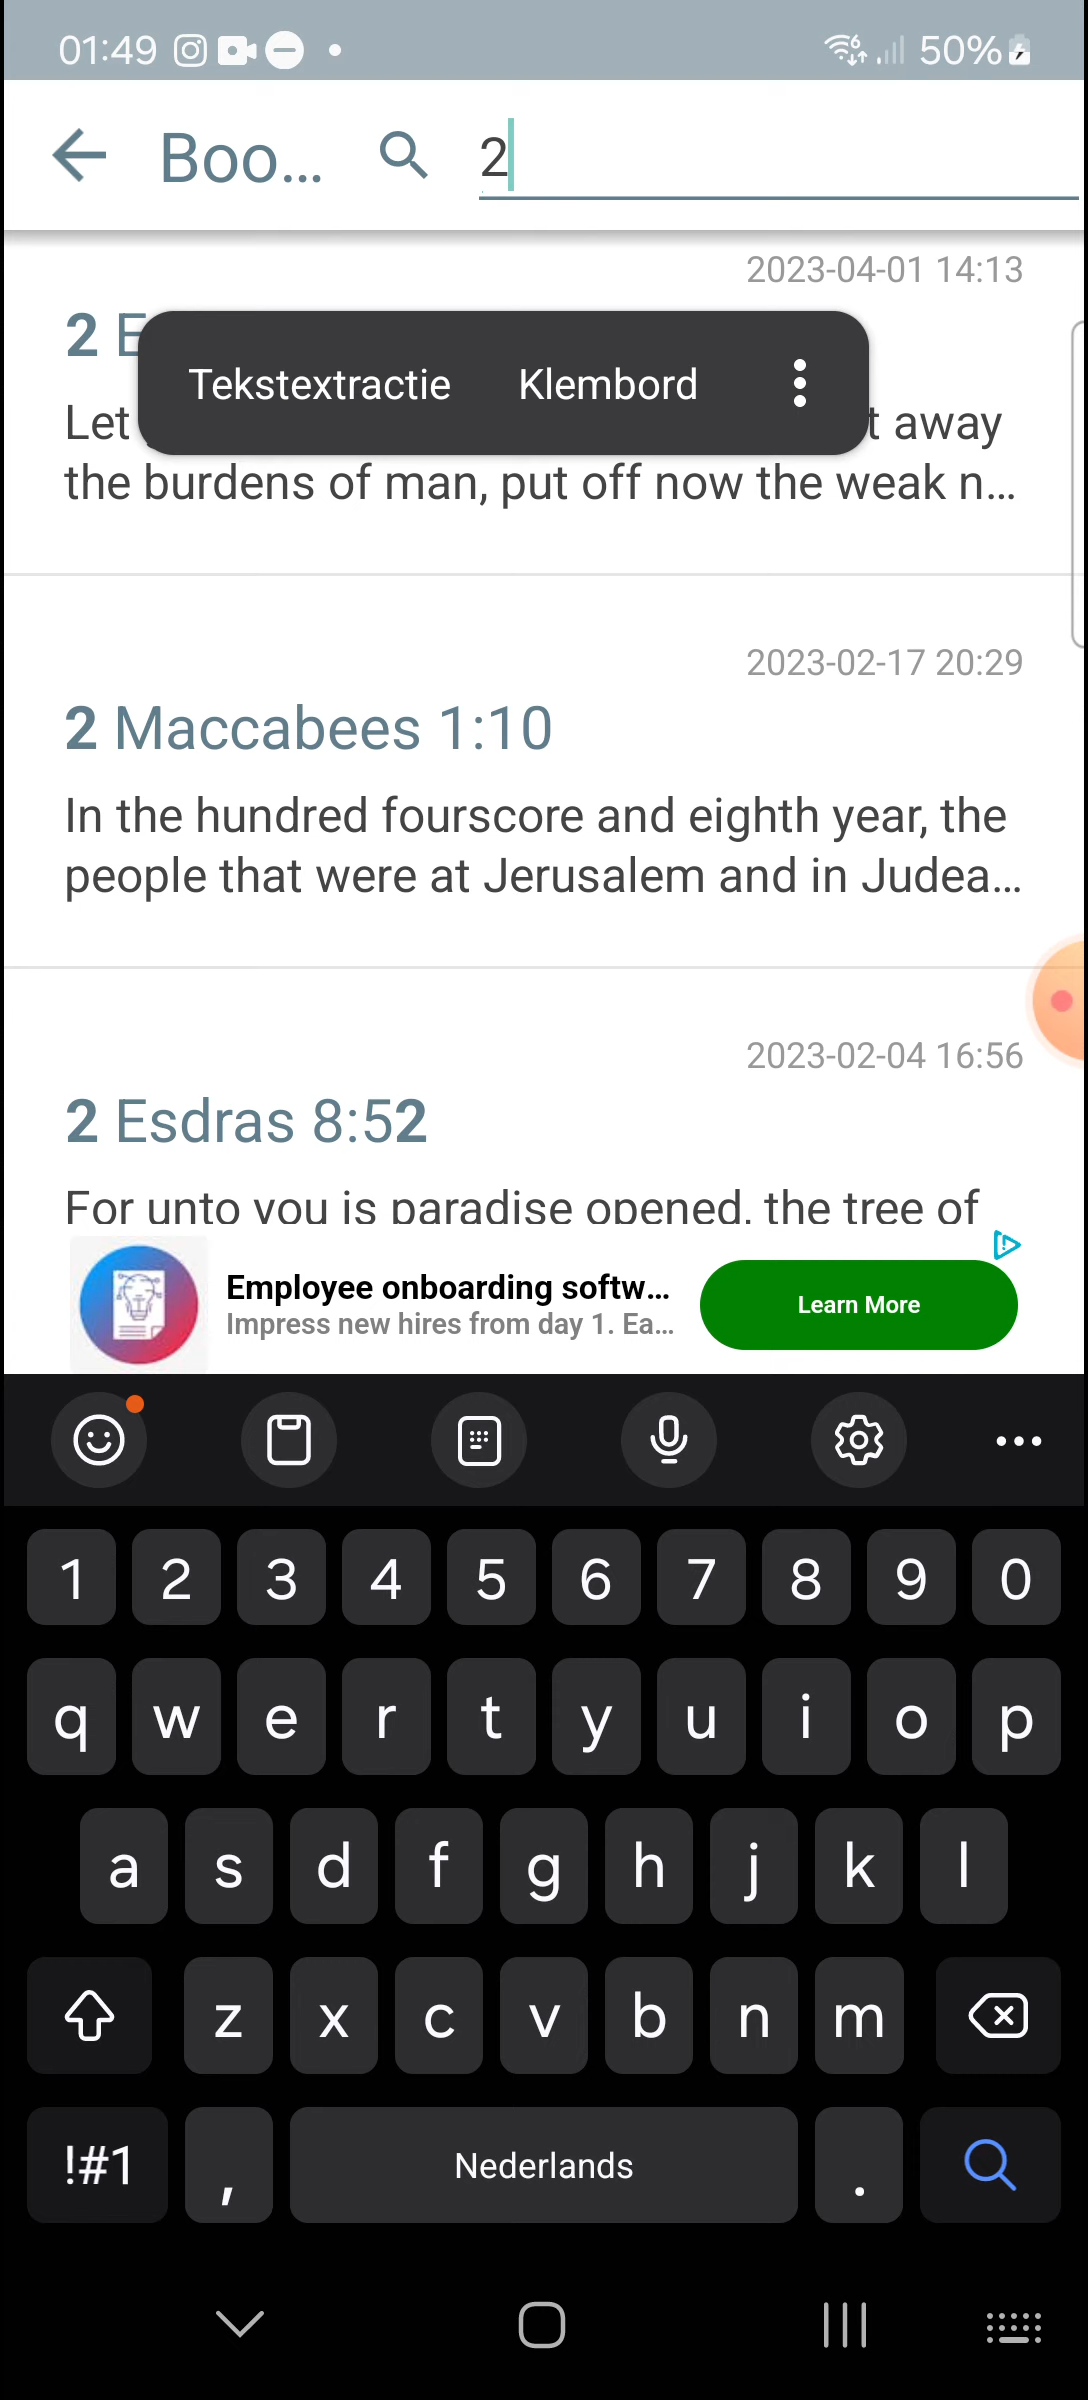 01:49 50%
Boo... 2
2023-04-01 14:13
2 E
Tekstextractie Klembord
Let t away
the burdens of man, put off now the weak n...
2023-02-17 20:29
2 Maccabees 1:10
In the hundred fourscore and eighth year, the
people that were at Jerusalem and in Judea...
2023-02-04 16:56
2 Esdras 8:52
For unto you is paradise opened, the tree of
Employee onboarding softw...
Impress new hires from day 1. Ea...
Learn More
1 2 3 4 5 6 7 8 9 0
q w e r t y u i o p
a s d f g h j k l
z x c v b n m
!#1 , Nederlands .